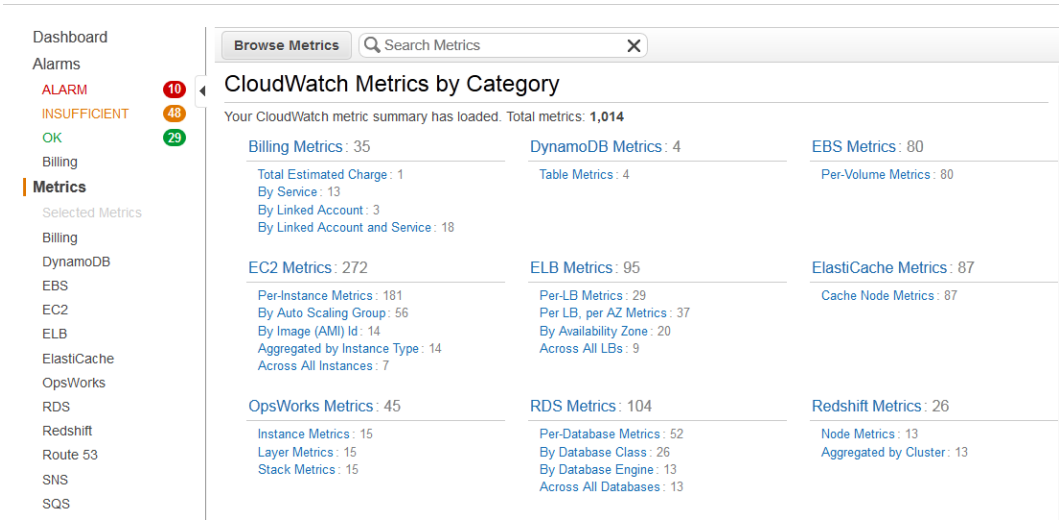 Dashboard
Alarms
ALARM 10
INSUFFICIENT 48
OK 29
Billing
Metrics
Selected Metrics
Billing
DynamoDB
EBS
EC2
ELB
ElastiCache
OpsWorks
RDS
Redshift
Route 53
SNS
SQS
Browse Metrics Search Metrics X
CloudWatch Metrics by Category
Your CloudWatch metric summary has loaded. Total metrics: 1,014
Billing Metrics: 35
Total Estimated Charge: 1
By Service: 13
By Linked Account: 3
By Linked Account and Service: 18
DynamoDB Metrics: 4
Table Metrics: 4
EBS Metrics: 80
Per-Volume Metrics: 80
EC2 Metrics: 272
Per-Instance Metrics: 181
By Auto Scaling Group: 56
By Image (AMI) Id: 14
Aggregated by Instance Type: 14
Across All Instances: 7
ELB Metrics: 95
Per-LB Metrics: 29
Per LB, per AZ Metrics: 37
By Availability Zone: 20
Across All LBs: 9
ElastiCache Metrics: 87
Cache Node Metrics: 87
OpsWorks Metrics: 45
Instance Metrics: 15
Layer Metrics: 15
Stack Metrics: 15
RDS Metrics: 104
Per-Database Metrics: 52
By Database Class: 26
By Database Engine: 13
Across All Databases: 13
Redshift Metrics: 26
Node Metrics: 13
Aggregated by Cluster: 13